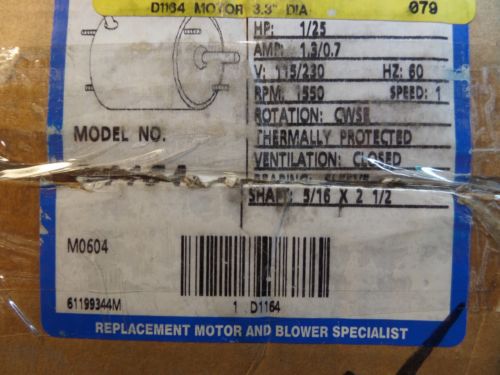 D1164 MOTOR 3.3" DIA 079
HP: 1/25
AMP: 1.3/0.7
V: 115/230 HZ: 60
RPM: 1550 SPEED: 1
ROTATION: CWSE
MODEL NO.
THERMALLY PROTECTED
VENTILATION: CLOSED
BEARING: SLEEVE
SHAFT: 5/16 X 2 1/2
M0604
61199344M
1 D1164
REPLACEMENT MOTOR AND BLOWER SPECIALIST